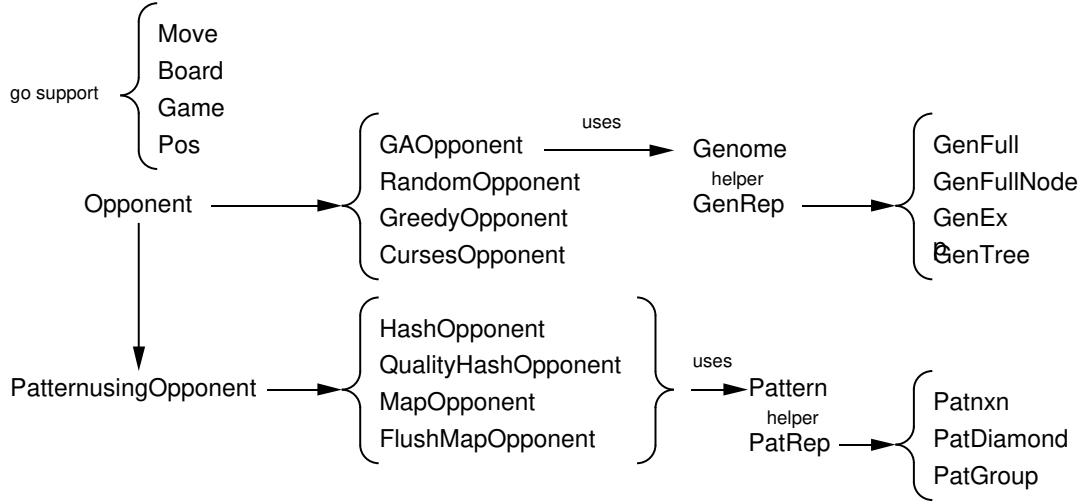 Move
Board
go support
Game
Pos
uses
GAOpponent
Genome
GenFull
RandomOpponent
helper
GenFullNode
Opponent
GreedyOpponent
GenRep
GenEx
p
CursesOpponent
GenTree
HashOpponent
QualityHashOpponent
uses
PatternusingOpponent
Pattern
MapOpponent
Patnxn
helper
FlushMapOpponent
PatRep
PatDiamond
PatGroup